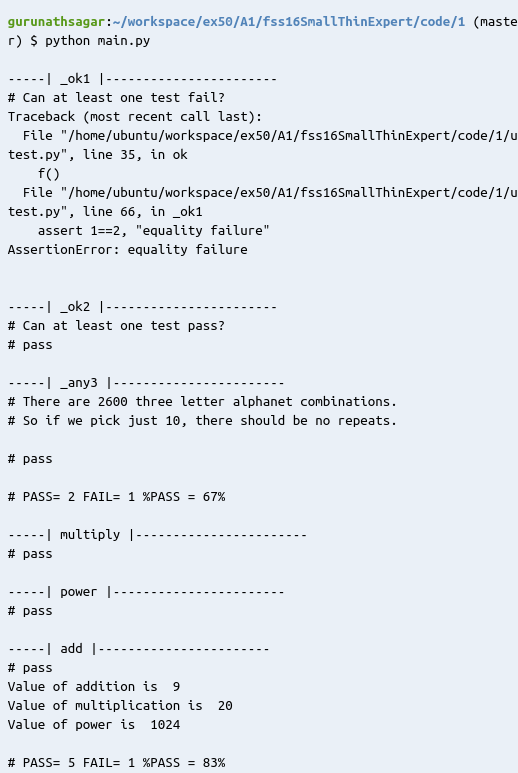 gurunathsagar:~/workspace/ex50/A1/fss16SmallThinExpert/code/1 (maste
r) $ python main.py
-----| _ok1 |-----------------------
# Can at least one test fail?
Traceback (most recent call last):
  File "/home/ubuntu/workspace/ex50/A1/fss16SmallThinExpert/code/1/u
test.py", line 35, in ok
    f()
  File "/home/ubuntu/workspace/ex50/A1/fss16SmallThinExpert/code/1/u
test.py", line 66, in _ok1
    assert 1==2, "equality failure"
AssertionError: equality failure
-----| _ok2 |-----------------------
# Can at least one test pass?
# pass
-----| _any3 |-----------------------
# There are 2600 three letter alphanet combinations.
# So if we pick just 10, there should be no repeats.
# pass
# PASS= 2 FAIL= 1 %PASS = 67%
-----| multiply |-----------------------
# pass
-----| power |-----------------------
# pass
-----| add |-----------------------
# pass
Value of addition is  9
Value of multiplication is  20
Value of power is  1024
# PASS= 5 FAIL= 1 %PASS = 83%